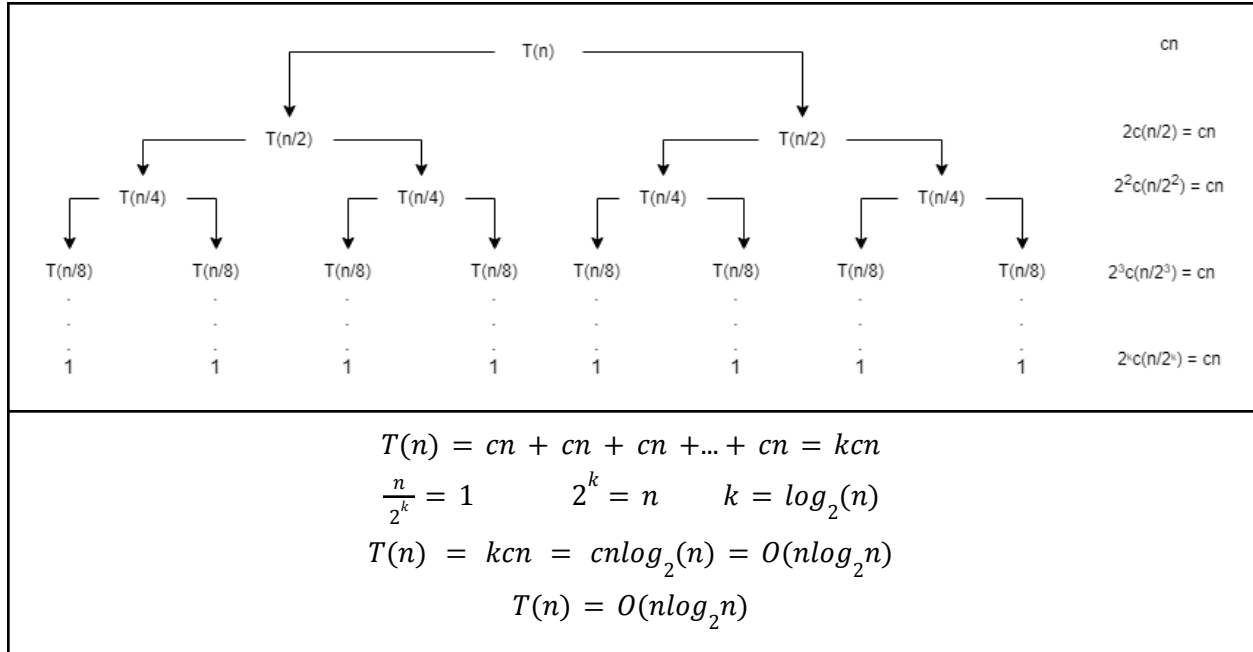 T(n) cn
T(n/2) T(n/2) 2c(n/2) = cn
T(n/4) T(n/4) T(n/4) T(n/4) 2²c(n/2²) = cn
T(n/8) T(n/8) T(n/8) T(n/8) T(n/8) T(n/8) T(n/8) T(n/8) 2³c(n/2³) = cn
. . . . . . . .
. . . . . . . .
. . . . . . . .
1 1 1 1 1 1 1 1 2ᵏc(n/2ᵏ) = cn
T(n) = cn + cn + cn +...+ cn = kcn
n/2ᵏ = 1 2ᵏ = n k = log₂(n)
T(n) = kcn = cnlog₂(n) = O(nlog₂n)
T(n) = O(nlog₂n)